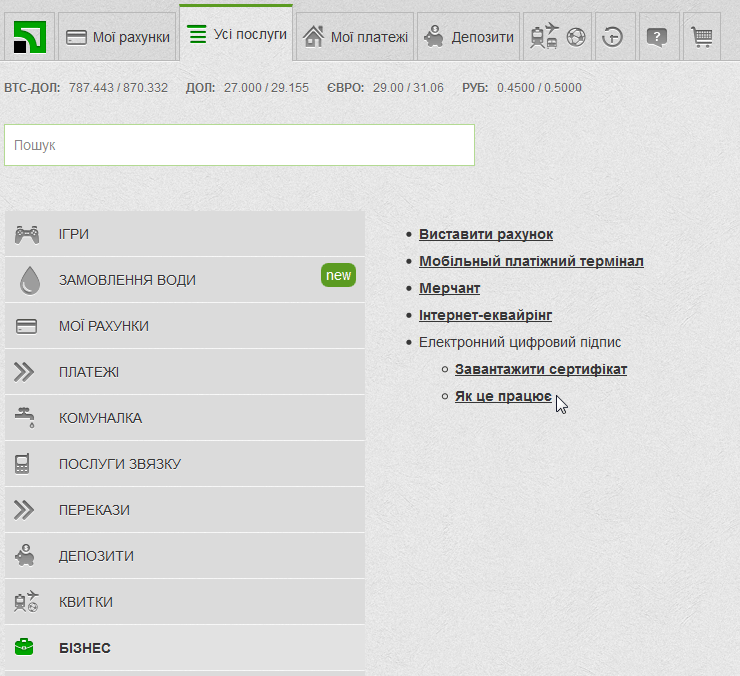 Мої рахунки Усі послуги Мої платежі Депозити ?
BTC-ДОЛ: 787.443 / 870.332 ДОЛ: 27.000 / 29.155 ЄВРО: 29.00 / 31.06 РУБ: 0.4500 / 0.5000
Пошук
ІГРИ
ЗАМОВЛЕННЯ ВОДИ new
МОЇ РАХУНКИ
ПЛАТЕЖІ
КОМУНАЛКА
ПОСЛУГИ ЗВЯЗКУ
ПЕРЕКАЗИ
ДЕПОЗИТИ
КВИТКИ
БІЗНЕС
Виставити рахунок
Мобільный платіжний термінал
Мерчант
Інтернет-еквайрінг
Електронний цифровий підпис
Завантажити сертифікат
Як це працює